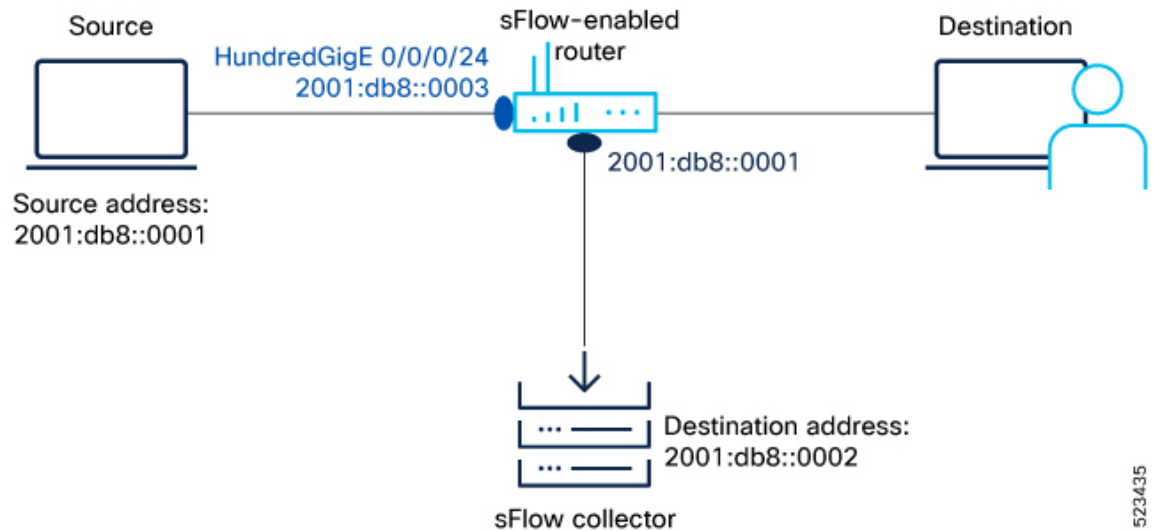 Source
sFlow-enabled
router
Destination
HundredGigE 0/0/0/24
2001:db8::0003
2001:db8::0001
Source address:
2001:db8::0001
Destination address:
2001:db8::0002
sFlow collector
523435